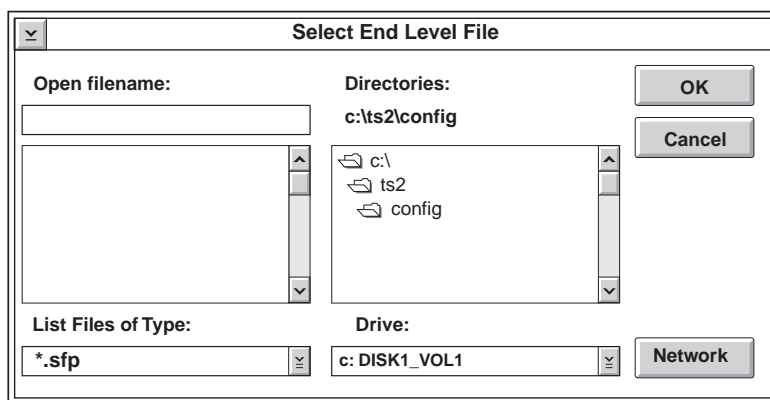 Select End Level File
Open filename:
Directories:
OK
c:\ts2\config
Cancel
c:\
ts2
config
List Files of Type:
Drive:
*.sfp
c: DISK1_VOL1
Network